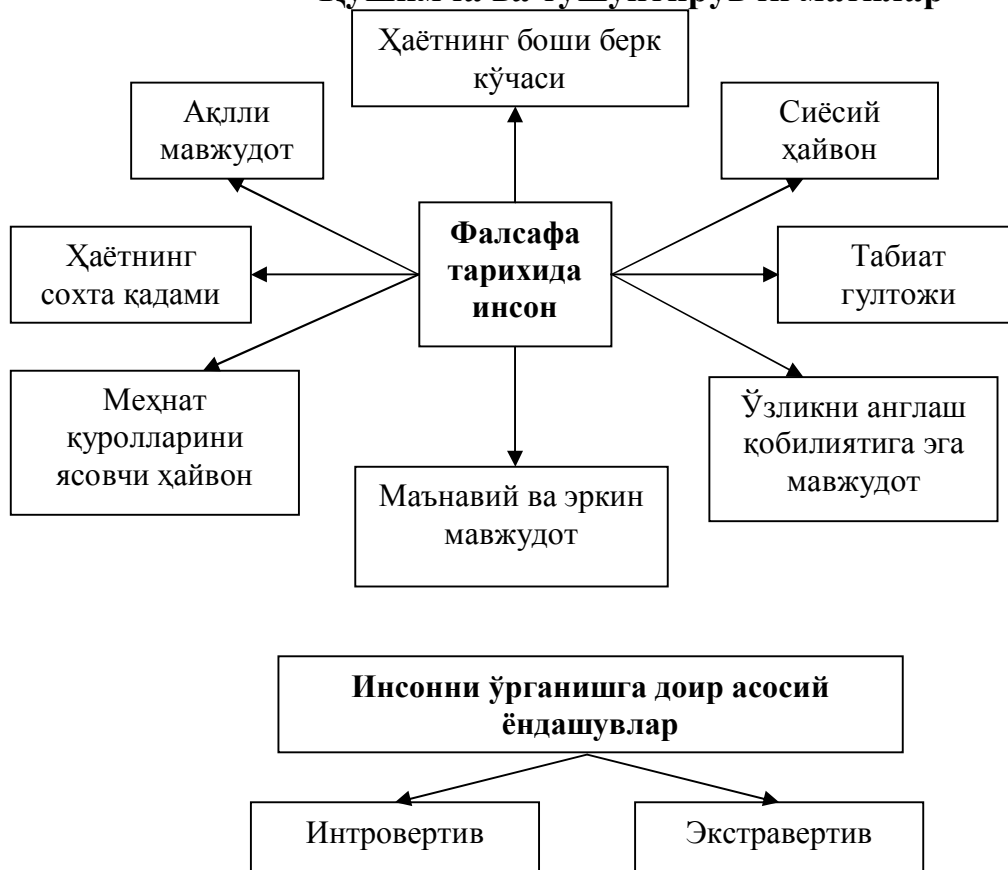 Ҳаётнинг боши берк
кўчаси
Ақлли
мавжудот
Сиёсий
ҳайвон
Фалсафа
тарихида
инсон
Ҳаётнинг
сохта қадами
Табиат
гултожи
Меҳнат
қуролларини
ясовчи ҳайвон
Ўзликни англаш
қобилиятига эга
мавжудот
Маънавий ва эркин
мавжудот
Инсонни ўрганишга доир асосий
ёндашувлар
Интровертив
Экстравертив